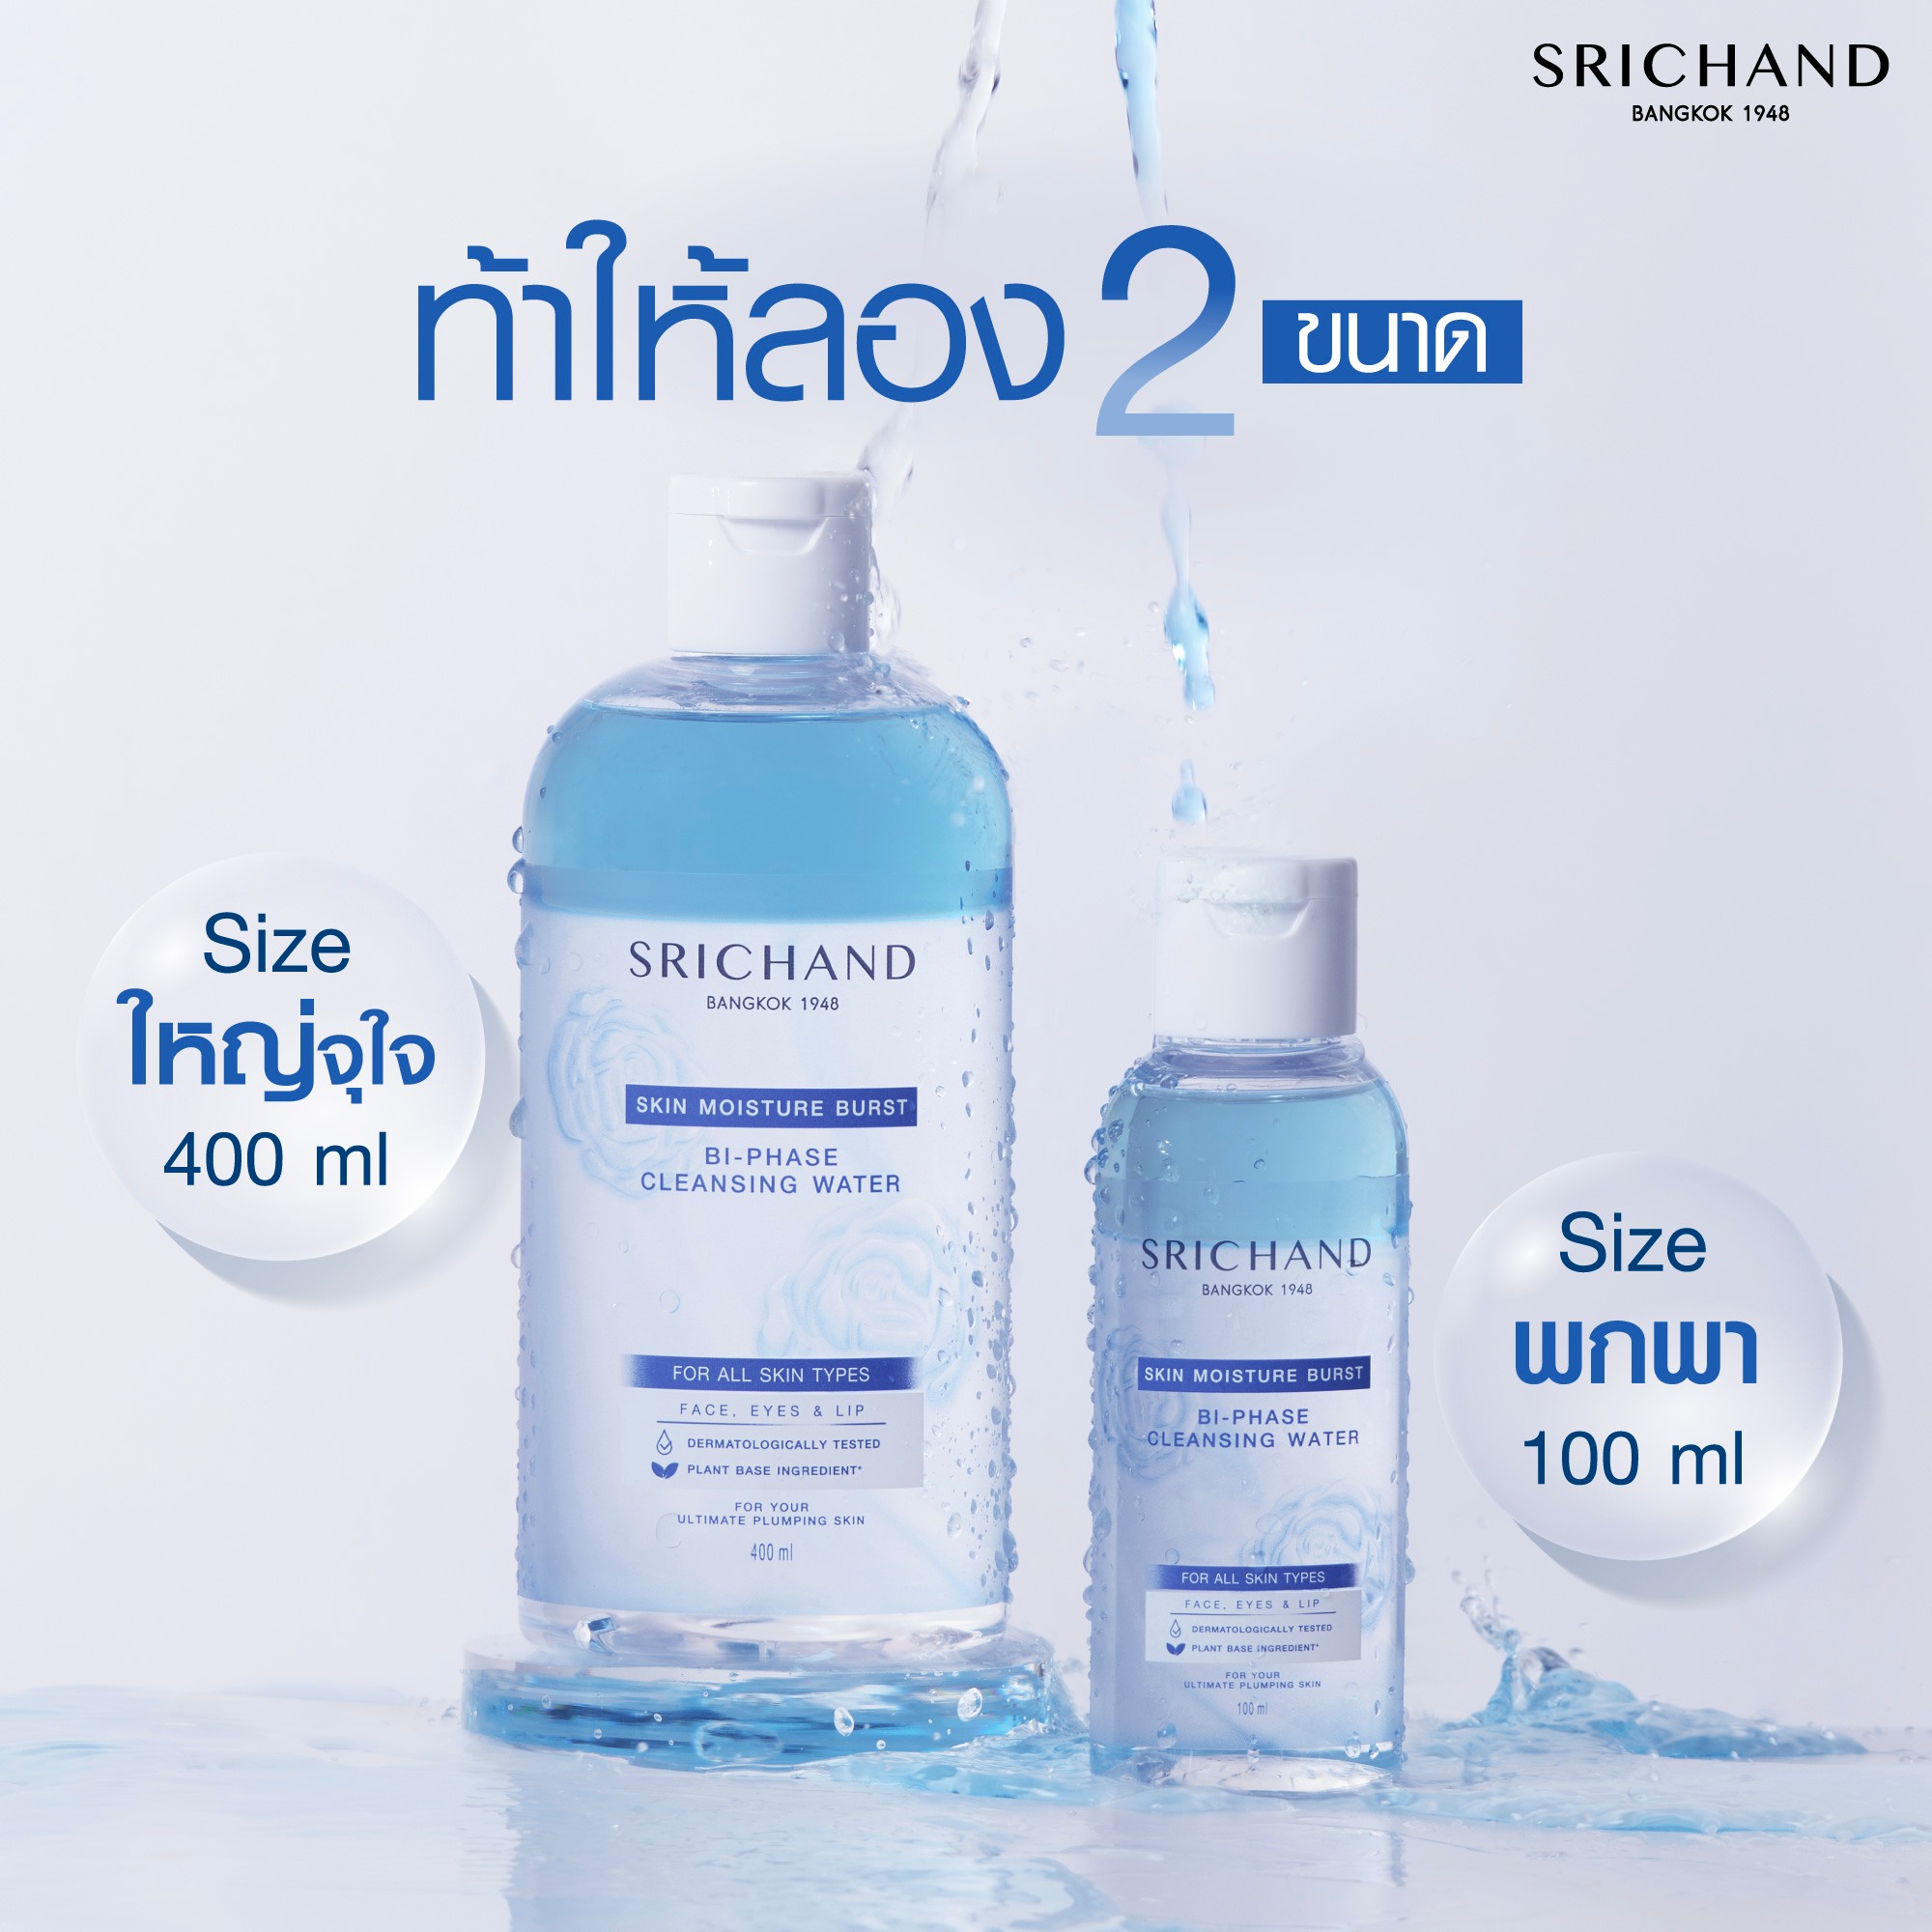 SRICHAND
BANGKOK 1948
ท้าให้ลอง 2 ขนาด
Size
ใหญ่จุใจ
400 ml
SRICHAND
BANGKOK 1948
SKIN MOISTURE BURST
BI-PHASE
CLEANSING WATER
FOR ALL SKIN TYPES
FACE, EYES & LIP
DERMATOLOGICALLY TESTED
PLANT BASE INGREDIENT*
FOR YOUR
ULTIMATE PLUMPING SKIN
400 ml
SRICHAND
BANGKOK 1948
SKIN MOISTURE BURST
BI-PHASE
CLEANSING WATER
FOR ALL SKIN TYPES
FACE, EYES & LIP
DERMATOLOGICALLY TESTED
PLANT BASE INGREDIENT*
FOR YOUR
ULTIMATE PLUMPING SKIN
100 ml
Size
พกพา
100 ml